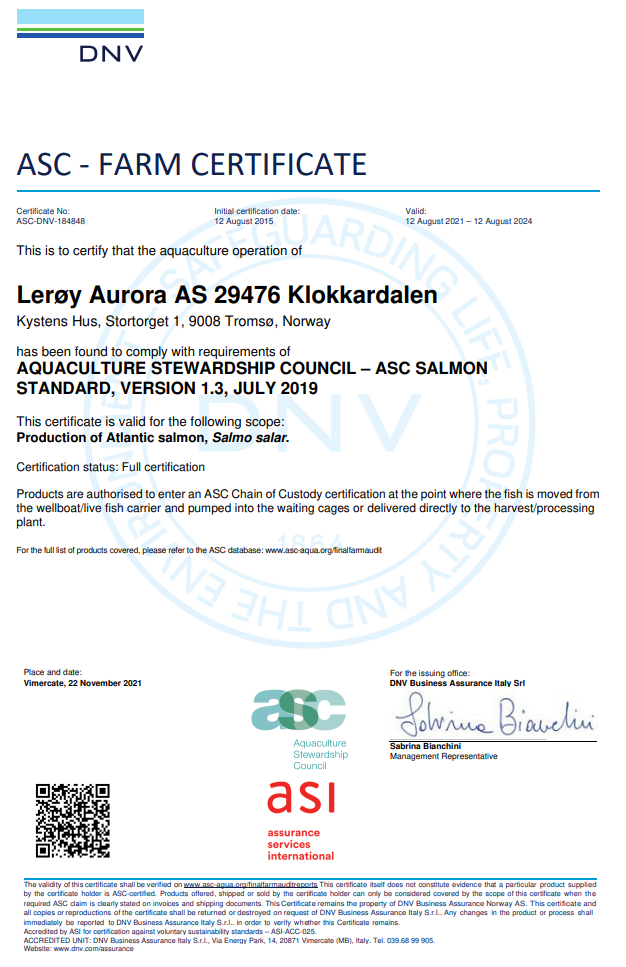 DNV
ASC - FARM CERTIFICATE
Certificate No:
ASC-DNV-184848
Initial certification date:
12 August 2015
Valid:
12 August 2021 – 12 August 2024
This is to certify that the aquaculture operation of
Lerøy Aurora AS 29476 Klokkardalen
Kystens Hus, Stortorget 1, 9008 Tromsø, Norway
has been found to comply with requirements of
AQUACULTURE STEWARDSHIP COUNCIL – ASC SALMON
STANDARD, VERSION 1.3, JULY 2019
This certificate is valid for the following scope:
Production of Atlantic salmon, Salmo salar.
Certification status: Full certification
Products are authorised to enter an ASC Chain of Custody certification at the point where the fish is moved from
the wellboat/live fish carrier and pumped into the waiting cages or delivered directly to the harvest/processing
plant.
For the full list of products covered, please refer to the ASC database: www.asc-aqua.org/finalfarmaudit
SAFEGUARDING LIFE, PROPERTY AND THE ENVIRONMENT
DNV
1864
Place and date:
Vimercate, 22 November 2021
For the issuing office:
DNV Business Assurance Italy Srl
Sabrina Bianchini
Sabrina Bianchini
Management Representative
asc
Aquaculture
Stewardship
Council
asi
assurance
services
international
The validity of this certificate shall be verified on www.asc-aqua.org/finalfarmauditreports This certificate itself does not constitute evidence that a particular product supplied
by the certificate holder is ASC-certified. Products offered, shipped or sold by the certificate holder can only be considered covered by the scope of this certificate when the
required ASC claim is clearly stated on invoices and shipping documents. This Certificate remains the property of DNV Business Assurance Norway AS. This certificate and
all copies or reproductions of the certificate shall be returned or destroyed on request of DNV Business Assurance Italy S.r.l.. Any changes in the product or process shall
immediately be reported to DNV Business Assurance Italy S.r.l.. in order to verify whether this Certificate remains.
Accredited by ASI for certification against voluntary sustainability standards – ASI-ACC-025.
ACCREDITED UNIT: DNV Business Assurance Italy S.r.l., Via Energy Park, 14, 20871 Vimercate (MB), Italy. Tel. 039.68 99 905.
Website: www.dnv.com/assurance